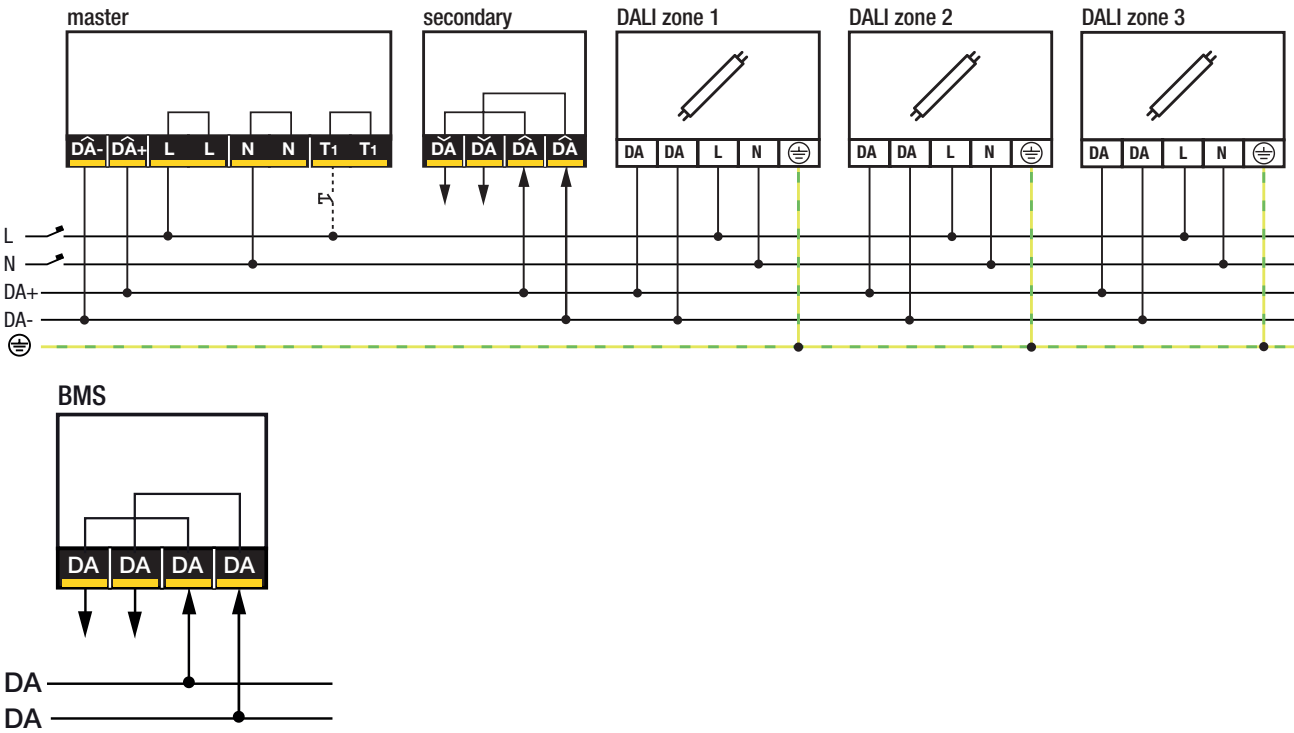 master secondary DALI zone 1 DALI zone 2 DALI zone 3
DA- DA+ L L N N T1 T1 DA DA DA DA DA DA L N DA DA L N DA DA L N
L
N
DA+
DA-
BMS
DA DA DA DA
DA
DA